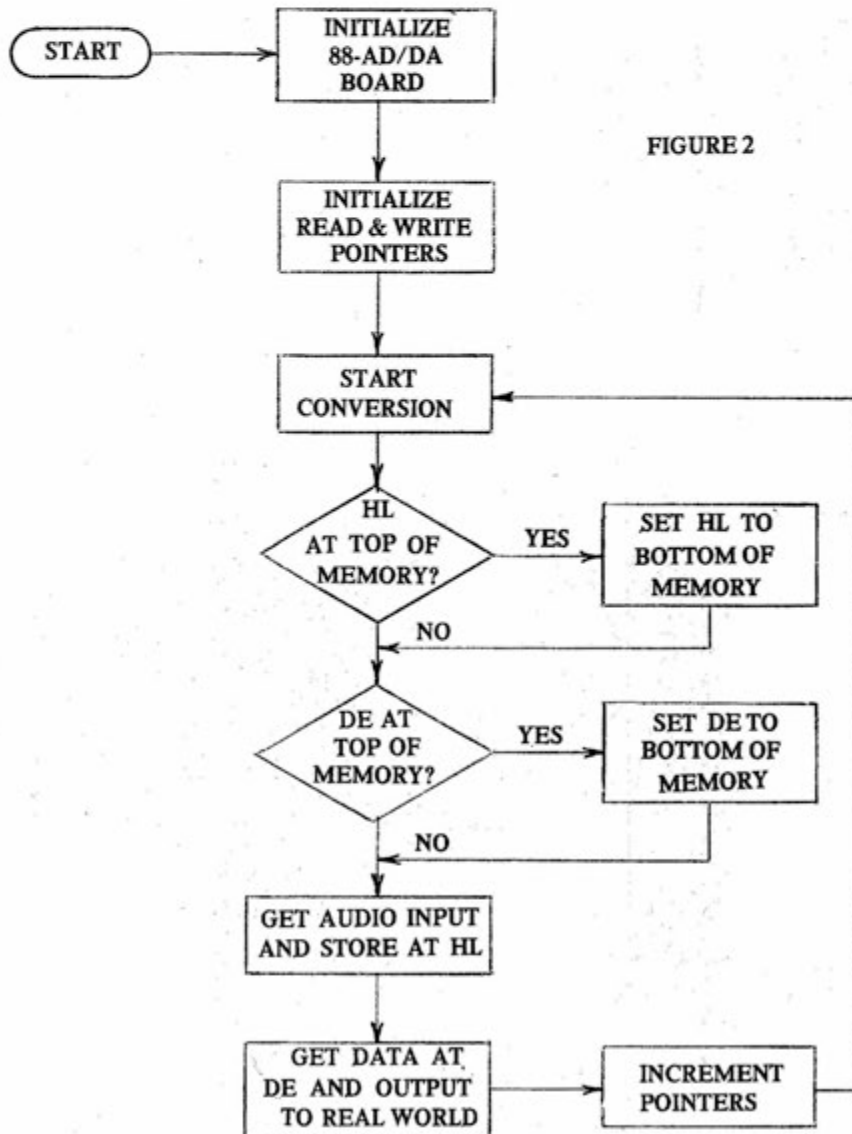 START
INITIALIZE
88-AD/DA
BOARD
FIGURE 2
INITIALIZE
READ & WRITE
POINTERS
START
CONVERSION
HL
AT TOP OF
MEMORY?
YES
SET HL TO
BOTTOM OF
MEMORY
NO
DE AT
TOP OF
MEMORY?
YES
SET DE TO
BOTTOM OF
MEMORY
NO
GET AUDIO INPUT
AND STORE AT HL
GET DATA AT
DE AND OUTPUT
TO REAL WORLD
INCREMENT
POINTERS